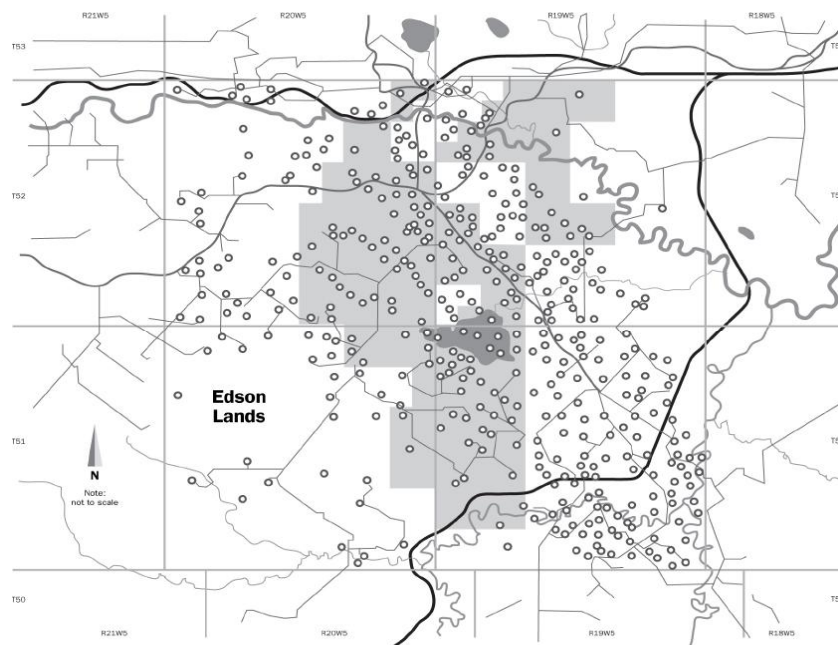 R21W5
R20W5
R19W5
R18W5
T53
T5
T52
T5
Edson
Lands
T51
T5
N
Note:
not to scale
T50
T5
R21W5
R20W5
R19W5
R18W5